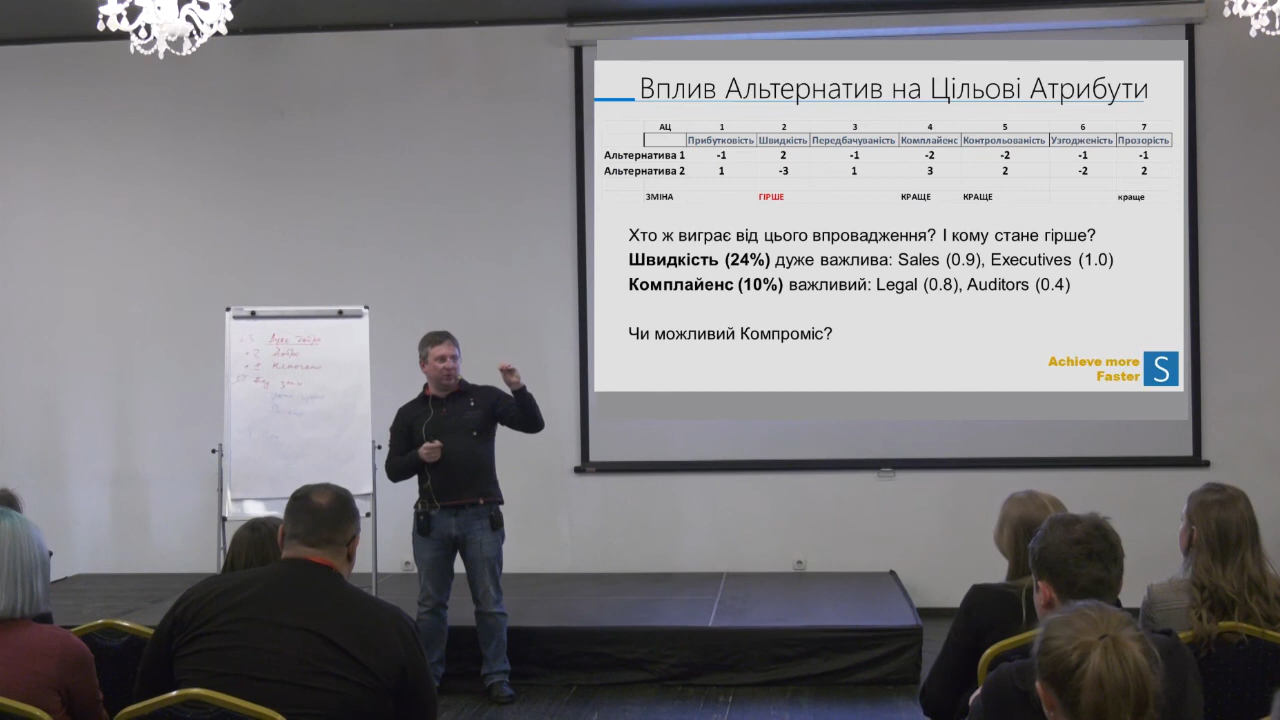 Вплив Альтернатив на Цільові Атрибути
АЦ 1 2 3 4 5 6 7
Прибутковість Швидкість Передбачуваність Комплайенс Контрольованість Узгодженість Прозорість
Альтернатива 1 -1 2 -1 -2 -2 -1 -1
Альтернатива 2 1 -3 1 3 2 -2 2
ЗМІНА ГІРШЕ КРАЩЕ КРАЩЕ краще
Хто ж виграє від цього впровадження? І кому стане гірше?
Швидкість (24%) дуже важлива: Sales (0.9), Executives (1.0)
Комплайенс (10%) важливий: Legal (0.8), Auditors (0.4)
Чи можливий Компроміс?
Achieve more
Faster
S